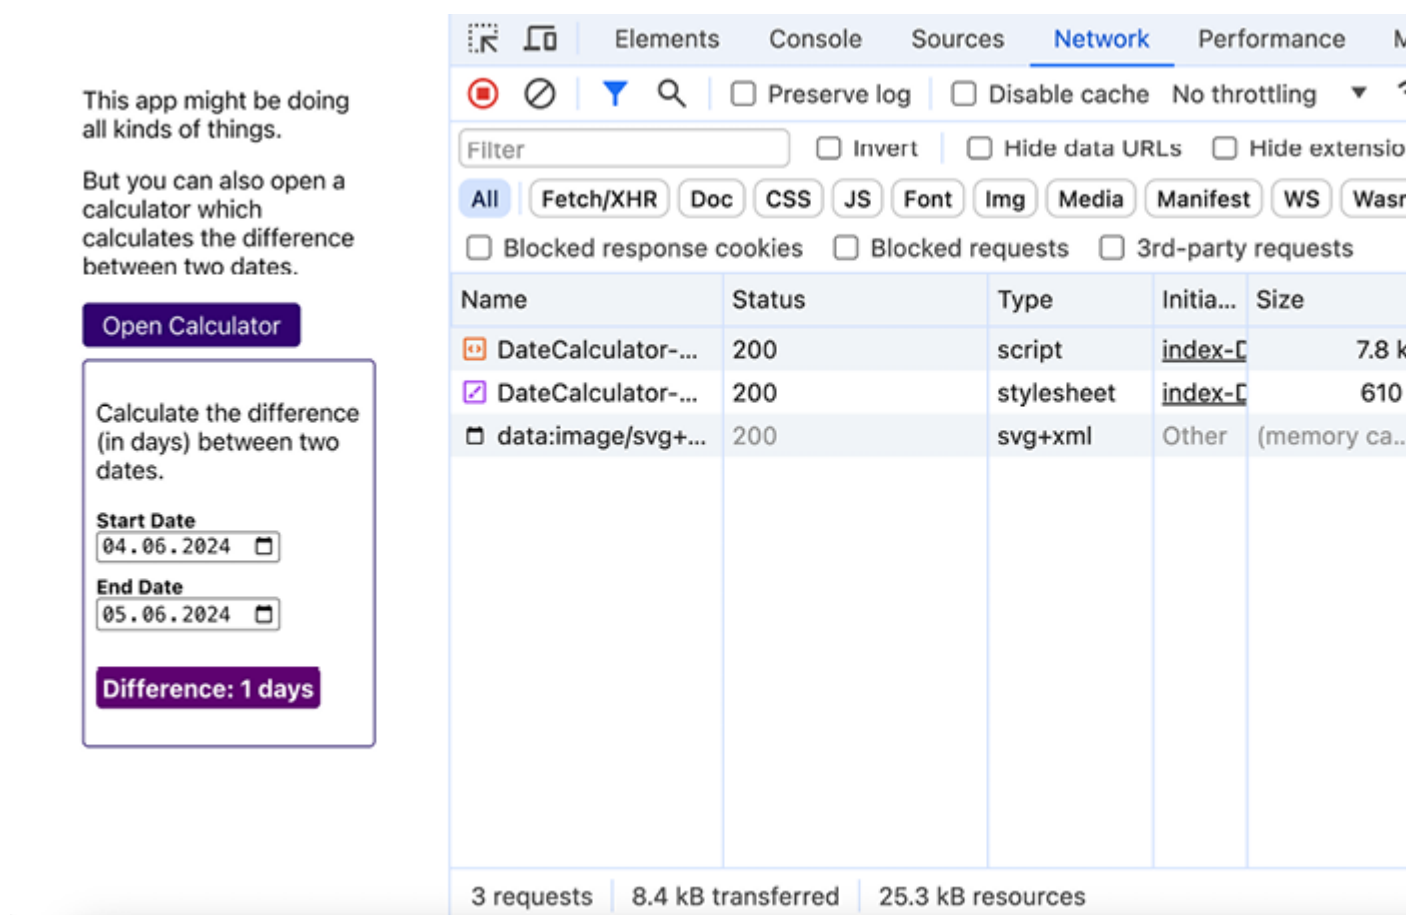 This app might be doing
all kinds of things.
But you can also open a
calculator which
calculates the difference
between two dates.
Open Calculator
Calculate the difference
(in days) between two
dates.
Start Date
04.06.2024
End Date
05.06.2024
Difference: 1 days
Elements Console Sources Network Performance M
Preserve log Disable cache No throttling
Filter Invert Hide data URLs Hide extensio
All Fetch/XHR Doc CSS JS Font Img Media Manifest WS Wasm
Blocked response cookies Blocked requests 3rd-party requests
Name Status Type Initia... Size
DateCalculator-... 200 script index-D 7.8 k
DateCalculator-... 200 stylesheet index-D 610
data:image/svg+... 200 svg+xml Other (memory ca...
3 requests 8.4 kB transferred 25.3 kB resources